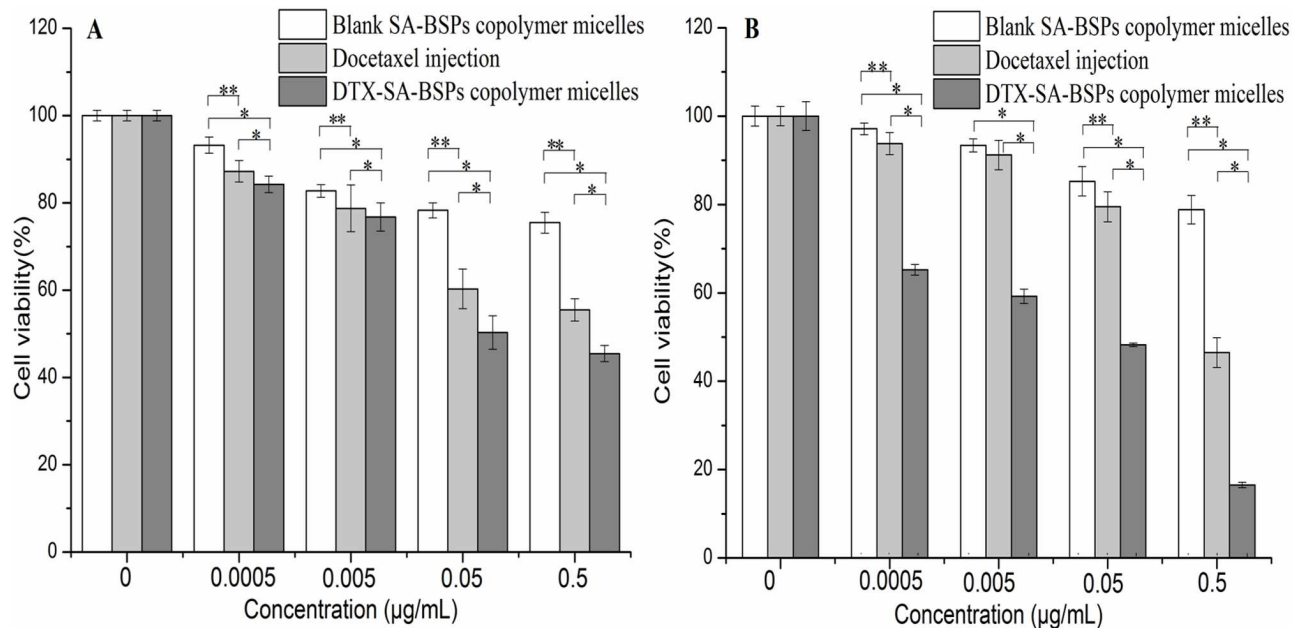 A
Blank SA-BSPs copolymer micelles
Docetaxel injection
DTX-SA-BSPs copolymer micelles
120
100
80
60
40
20
0
Cell viability(%)
**
*
*
**
*
*
**
*
*
**
*
*
0 0.0005 0.005 0.05 0.5
Concentration (μg/mL)
B
Blank SA-BSPs copolymer micelles
Docetaxel injection
DTX-SA-BSPs copolymer micelles
120
100
80
60
40
20
0
Cell viability(%)
**
*
*
*
*
**
*
*
**
*
*
0 0.0005 0.005 0.05 0.5
Concentration (μg/mL)